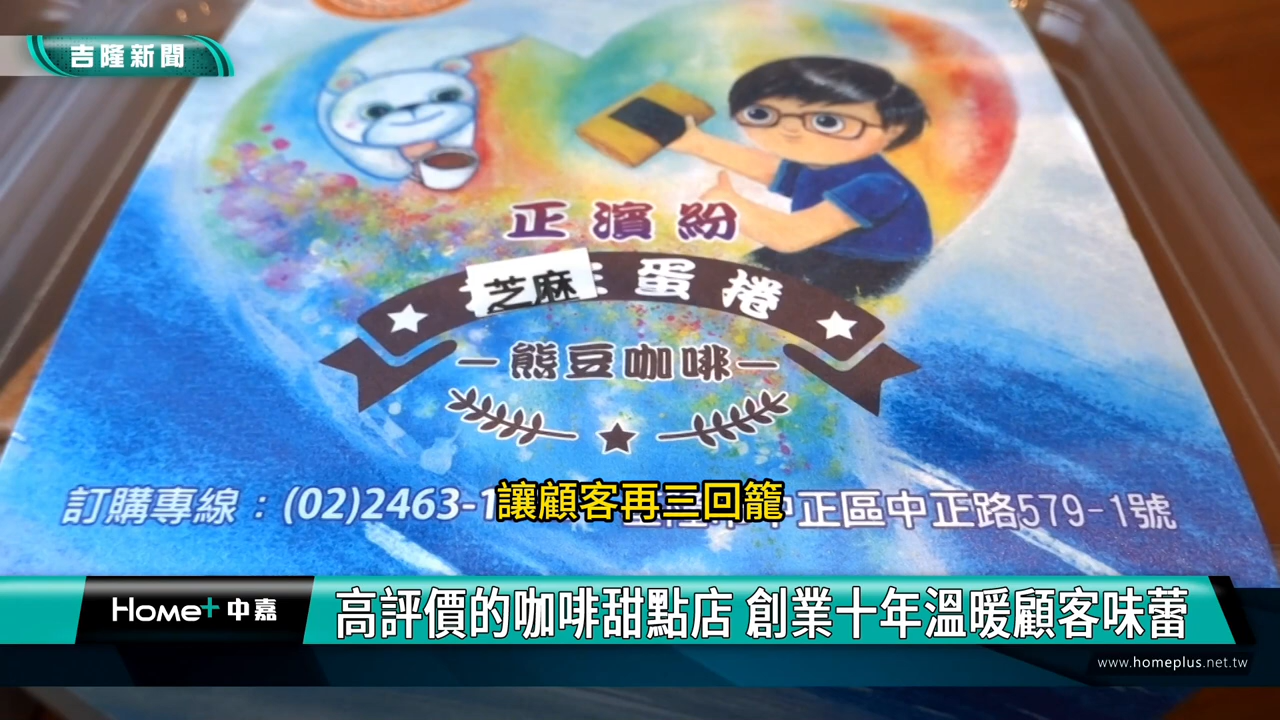 吉隆新聞
正濱紛
芝麻蛋捲
熊豆咖啡
訂購專線：(02)2463-1
中正區中正路579-1號
讓顧客再三回籠
Home+中嘉
高評價的咖啡甜點店 創業十年溫暖顧客味蕾
www.homeplus.net.tw